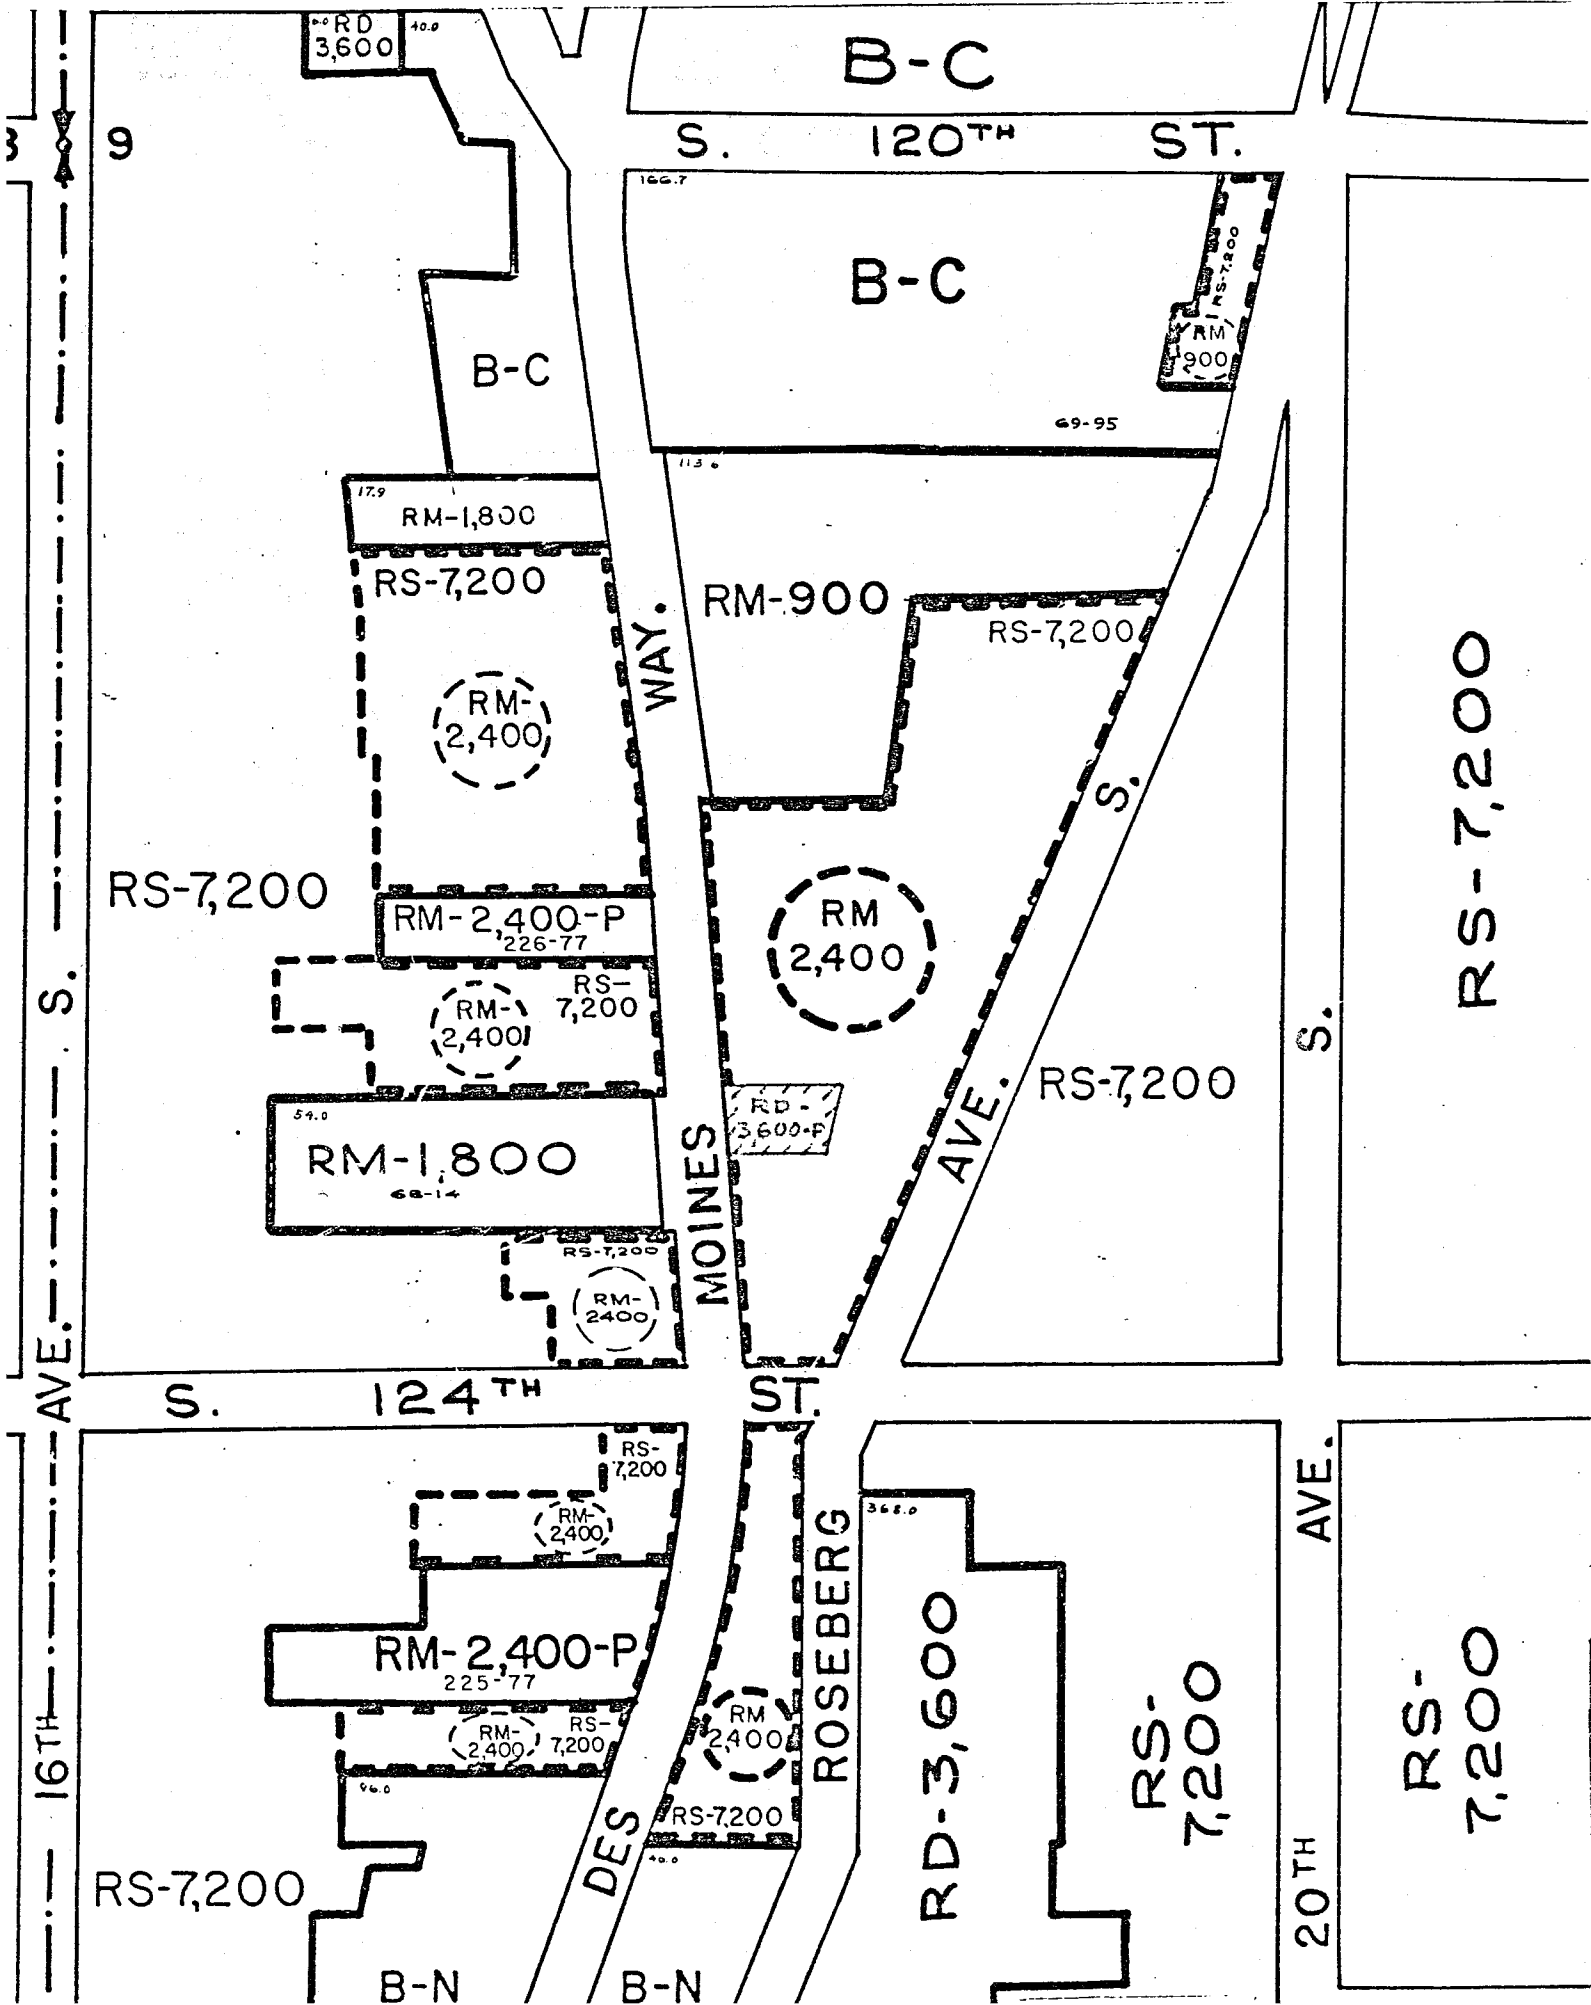 RD
3,600
40.0
B-C
9
S. 120TH ST.
166.7
B-C
RS-7,200
RM
900
B-C
69-95
113.6
17.9
RM-1,800
RS-7,200
RM-900
RS-7,200
WAY.
RM-
2,400
S.
RS-7,200
RS-7,200
RM-2,400-P
226-77
RM
2,400
RS-
7,200
RM-
2,400
S.
S.
RS-7,200
AVE.
RD-
3,600-P
54.0
RM-1,800
68-14
MOINES
RS-7,200
RM-
2400
AVE.
S. 124TH ST.
RS-
7,200
RM-
2,400
AVE.
368.0
ROSEBERG
RD-3,600
RM-2,400-P
225-77
RS-
7,200
RS-
7,200
16TH
RM-
2,400
RS-
7,200
RM
2,400
96.0
RS-7,200
DES
40.0
RS-7,200
20TH
B-N
B-N